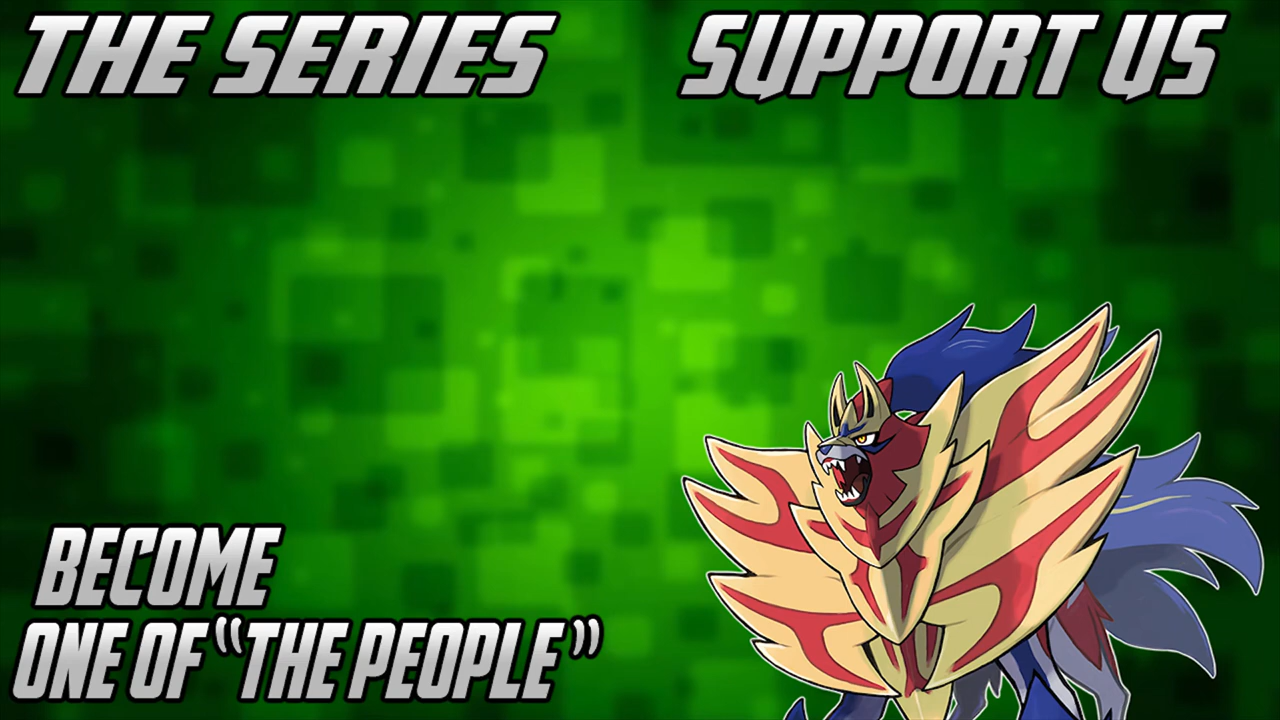 THE SERIES
SUPPORT US
BECOME
ONE OF “THE PEOPLE”